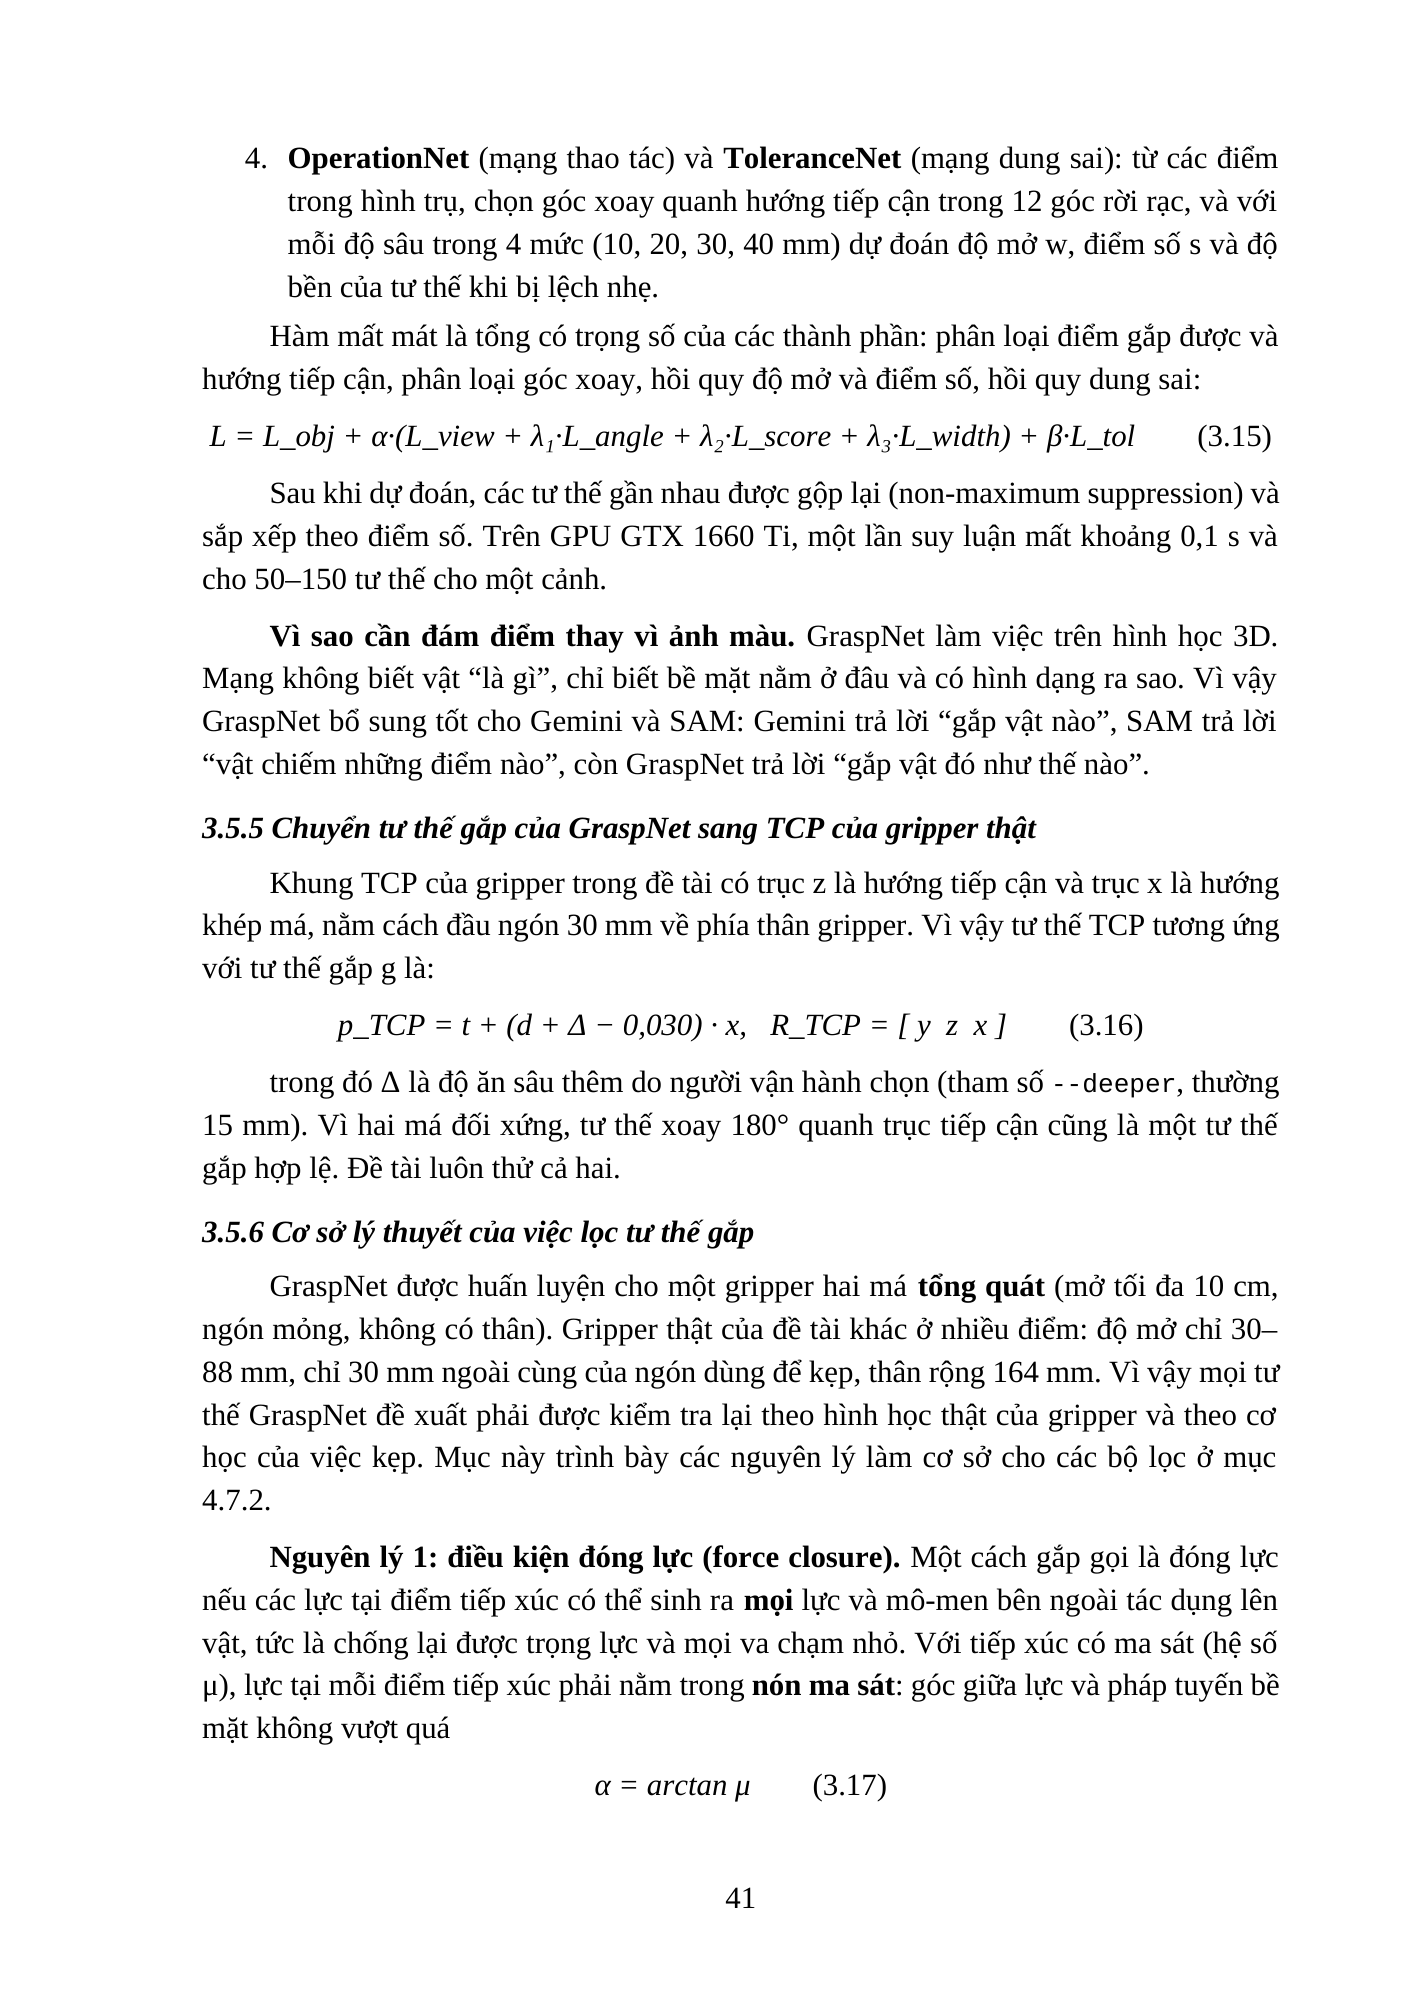 4. OperationNet (mạng thao tác) và ToleranceNet (mạng dung sai): từ các điểm
trong hình trụ, chọn góc xoay quanh hướng tiếp cận trong 12 góc rời rạc, và với
mỗi độ sâu trong 4 mức (10, 20, 30, 40 mm) dự đoán độ mở w, điểm số s và độ
bền của tư thế khi bị lệch nhẹ.
Hàm mất mát là tổng có trọng số của các thành phần: phân loại điểm gắp được và
hướng tiếp cận, phân loại góc xoay, hồi quy độ mở và điểm số, hồi quy dung sai:
L = L_obj + α·(L_view + λ₁·L_angle + λ₂·L_score + λ₃·L_width) + β·L_tol (3.15)
Sau khi dự đoán, các tư thế gần nhau được gộp lại (non-maximum suppression) và
sắp xếp theo điểm số. Trên GPU GTX 1660 Ti, một lần suy luận mất khoảng 0,1 s và
cho 50–150 tư thế cho một cảnh.
Vì sao cần đám điểm thay vì ảnh màu. GraspNet làm việc trên hình học 3D.
Mạng không biết vật “là gì”, chỉ biết bề mặt nằm ở đâu và có hình dạng ra sao. Vì vậy
GraspNet bổ sung tốt cho Gemini và SAM: Gemini trả lời “gắp vật nào”, SAM trả lời
“vật chiếm những điểm nào”, còn GraspNet trả lời “gắp vật đó như thế nào”.
3.5.5 Chuyển tư thế gắp của GraspNet sang TCP của gripper thật
Khung TCP của gripper trong đề tài có trục z là hướng tiếp cận và trục x là hướng
khép má, nằm cách đầu ngón 30 mm về phía thân gripper. Vì vậy tư thế TCP tương ứng
với tư thế gắp g là:
p_TCP = t + (d + Δ − 0,030) · x, R_TCP = [ y z x ] (3.16)
trong đó Δ là độ ăn sâu thêm do người vận hành chọn (tham số --deeper, thường
15 mm). Vì hai má đối xứng, tư thế xoay 180° quanh trục tiếp cận cũng là một tư thế
gắp hợp lệ. Đề tài luôn thử cả hai.
3.5.6 Cơ sở lý thuyết của việc lọc tư thế gắp
GraspNet được huấn luyện cho một gripper hai má tổng quát (mở tối đa 10 cm,
ngón mỏng, không có thân). Gripper thật của đề tài khác ở nhiều điểm: độ mở chỉ 30–
88 mm, chỉ 30 mm ngoài cùng của ngón dùng để kẹp, thân rộng 164 mm. Vì vậy mọi tư
thế GraspNet đề xuất phải được kiểm tra lại theo hình học thật của gripper và theo cơ
học của việc kẹp. Mục này trình bày các nguyên lý làm cơ sở cho các bộ lọc ở mục
4.7.2.
Nguyên lý 1: điều kiện đóng lực (force closure). Một cách gắp gọi là đóng lực
nếu các lực tại điểm tiếp xúc có thể sinh ra mọi lực và mô-men bên ngoài tác dụng lên
vật, tức là chống lại được trọng lực và mọi va chạm nhỏ. Với tiếp xúc có ma sát (hệ số
μ), lực tại mỗi điểm tiếp xúc phải nằm trong nón ma sát: góc giữa lực và pháp tuyến bề
mặt không vượt quá
α = arctan μ (3.17)
41